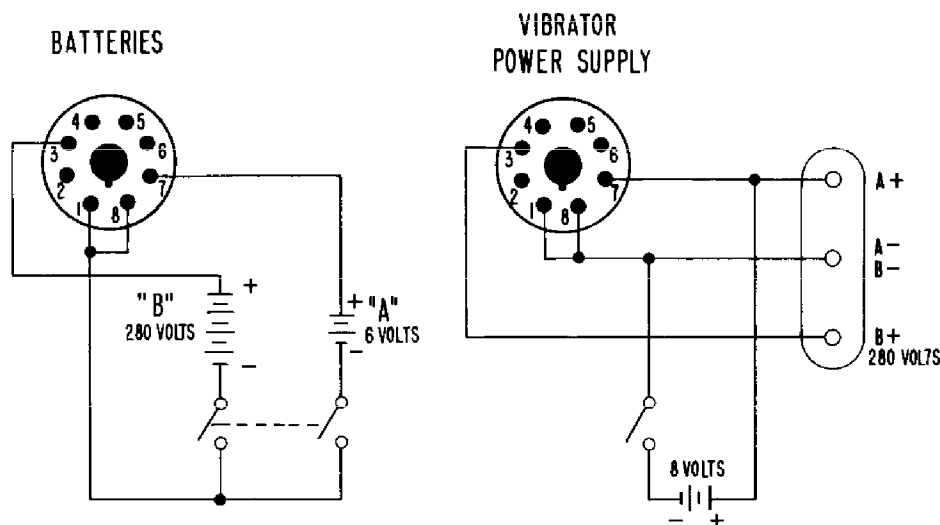 BATTERIES
4 5
3 6
2 7
1 8
+
"B"
280 VOLTS
-
+ "A"
6 VOLTS
-
VIBRATOR
POWER SUPPLY
4 5
3 6
2 7
1 8
A+
A-
B-
B+
280 VOL7S
8 VOLTS
- +